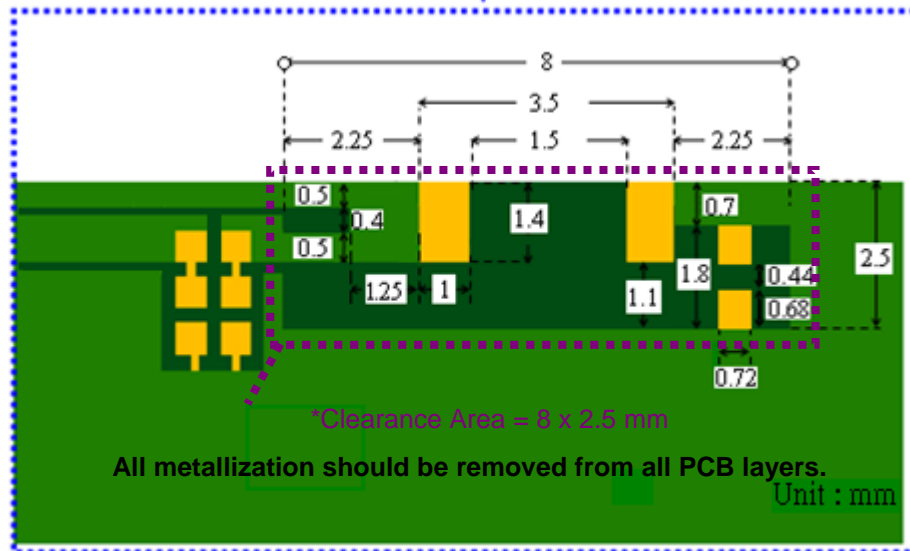 8
3.5
2.25 1.5 2.25
0.5 0.7
0.4 1.4
0.5 1.8 2.5
0.44
1.25 1 1.1 0.68
0.72
*Clearance Area = 8 x 2.5 mm
All metallization should be removed from all PCB layers.
Unit : mm